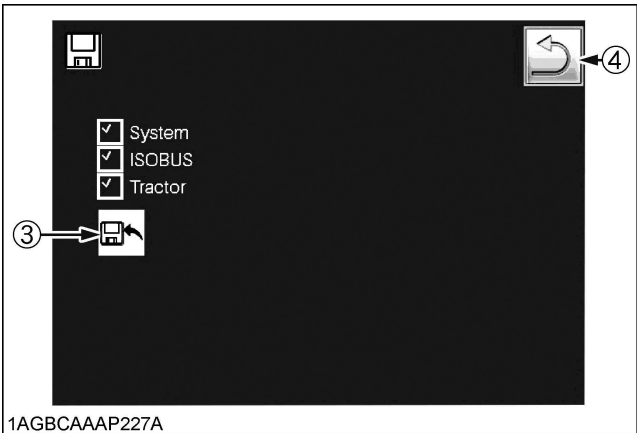 ④
System
ISOBUS
Tractor
③
1AGBCAAAP227A